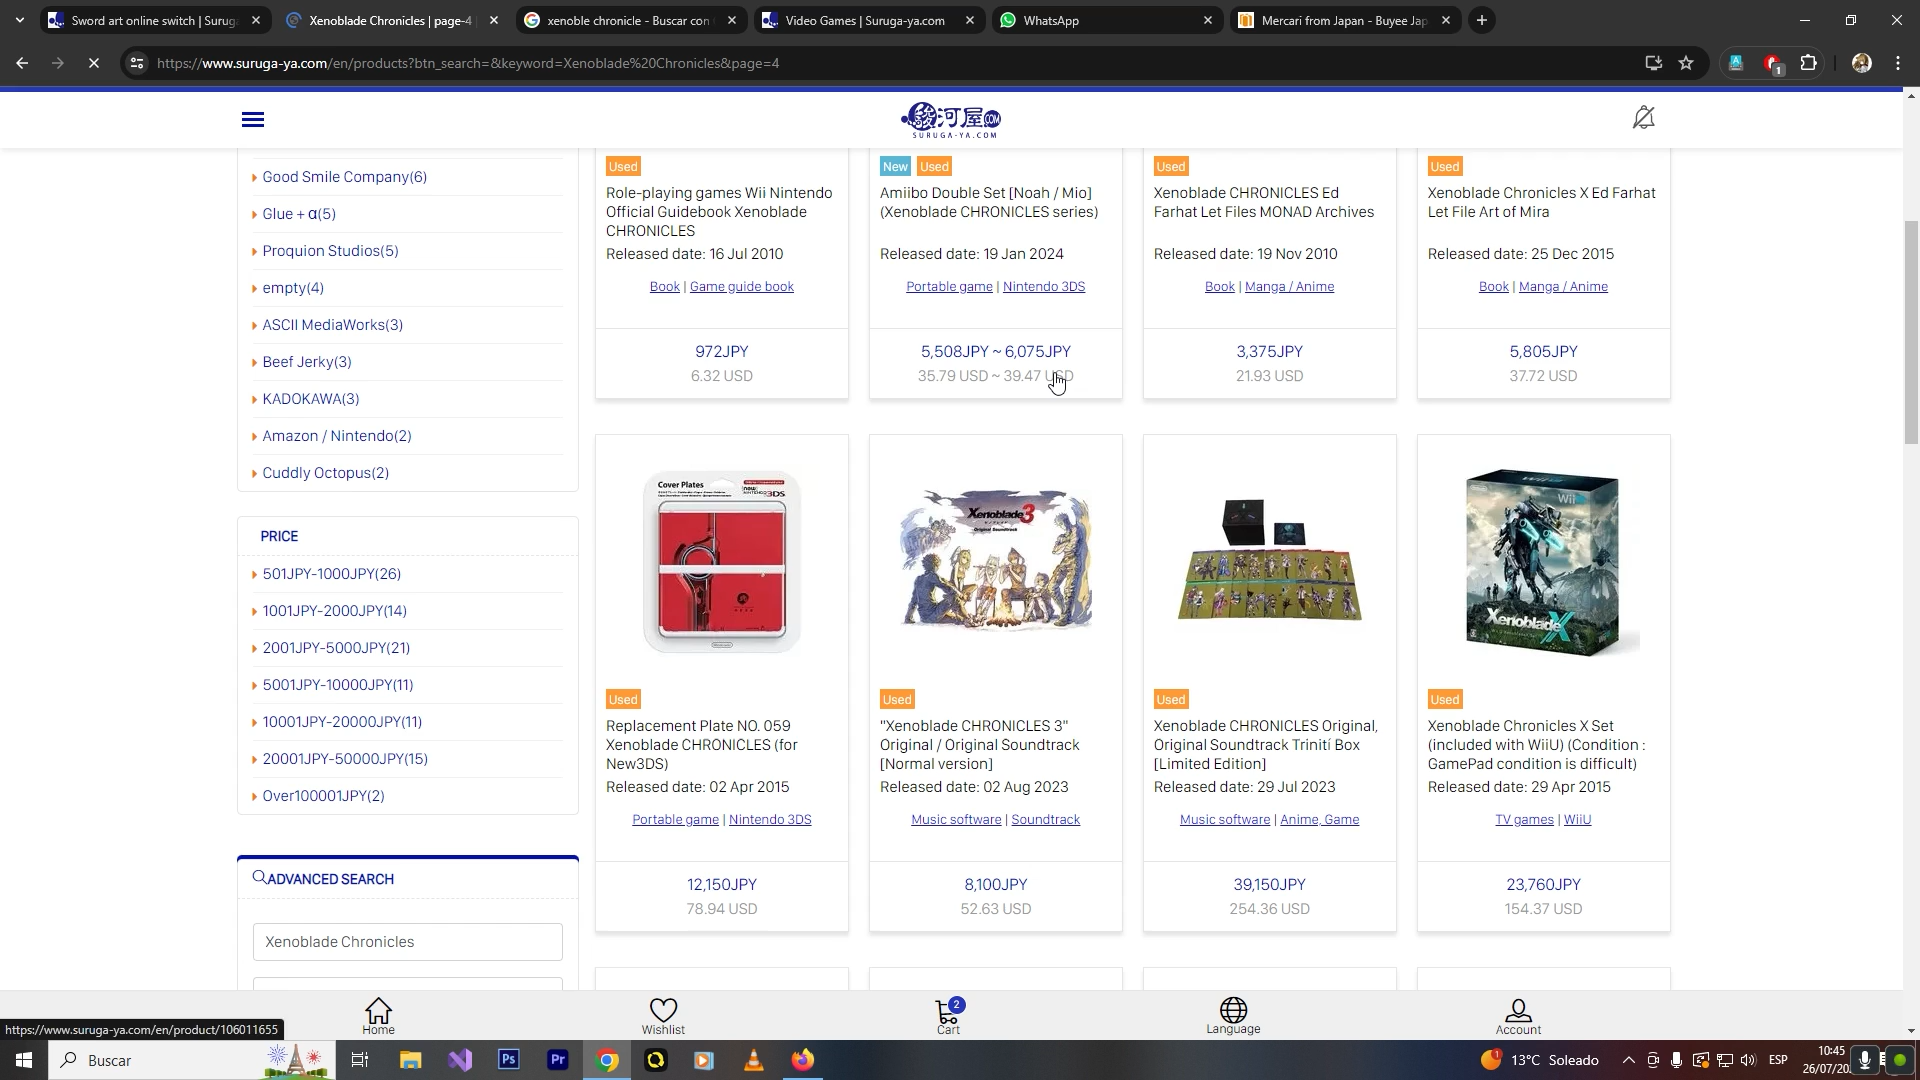 Sword art online switch | Surug
Xenoblade Chronicles | page-4
xenoble chronicle - Buscar con
Video Games | Suruga-ya.com
WhatsApp
Mercari from Japan - Buyee Jap
https://www.suruga-ya.com/en/products?btn_search=&keyword=Xenoblade%20Chronicles&page=4
1
駿河屋.COM
SURUGA-YA.COM
Good Smile Company(6)
Glue + α(5)
Proquion Studios(5)
empty(4)
ASCII MediaWorks(3)
Beef Jerky(3)
KADOKAWA(3)
Amazon / Nintendo(2)
Cuddly Octopus(2)
PRICE
501JPY-1000JPY(26)
1001JPY-2000JPY(14)
2001JPY-5000JPY(21)
5001JPY-10000JPY(11)
10001JPY-20000JPY(11)
20001JPY-50000JPY(15)
Over100001JPY(2)
ADVANCED SEARCH
Xenoblade Chronicles
Used
Role-playing games Wii Nintendo
Official Guidebook Xenoblade
CHRONICLES
Released date: 16 Jul 2010
Book | Game guide book
972JPY
6.32 USD
New Used
Amiibo Double Set [Noah / Mio]
(Xenoblade CHRONICLES series)
Released date: 19 Jan 2024
Portable game | Nintendo 3DS
5,508JPY ~ 6,075JPY
35.79 USD ~ 39.47 USD
Used
Xenoblade CHRONICLES Ed
Farhat Let Files MONAD Archives
Released date: 19 Nov 2010
Book | Manga / Anime
3,375JPY
21.93 USD
Used
Xenoblade Chronicles X Ed Farhat
Let File Art of Mira
Released date: 25 Dec 2015
Book | Manga / Anime
5,805JPY
37.72 USD
Cover Plates
NINTENDO3DS
Used
Replacement Plate NO. 059
Xenoblade CHRONICLES (for
New3DS)
Released date: 02 Apr 2015
Portable game | Nintendo 3DS
12,150JPY
78.94 USD
Xenoblade3
Original Soundtrack
Used
"Xenoblade CHRONICLES 3"
Original / Original Soundtrack
[Normal version]
Released date: 02 Aug 2023
Music software | Soundtrack
8,100JPY
52.63 USD
Used
Xenoblade CHRONICLES Original,
Original Soundtrack Trinití Box
[Limited Edition]
Released date: 29 Jul 2023
Music software | Anime, Game
39,150JPY
254.36 USD
Wii U
XenobladeX
Used
Xenoblade Chronicles X Set
(included with WiiU) (Condition :
GamePad condition is difficult)
Released date: 29 Apr 2015
TV games | WiiU
23,760JPY
154.37 USD
Home
Wishlist
2
Cart
Language
Account
https://www.suruga-ya.com/en/product/106011655
Buscar
Ps
Pr
1
13°C Soleado
ESP
10:45
26/07/20